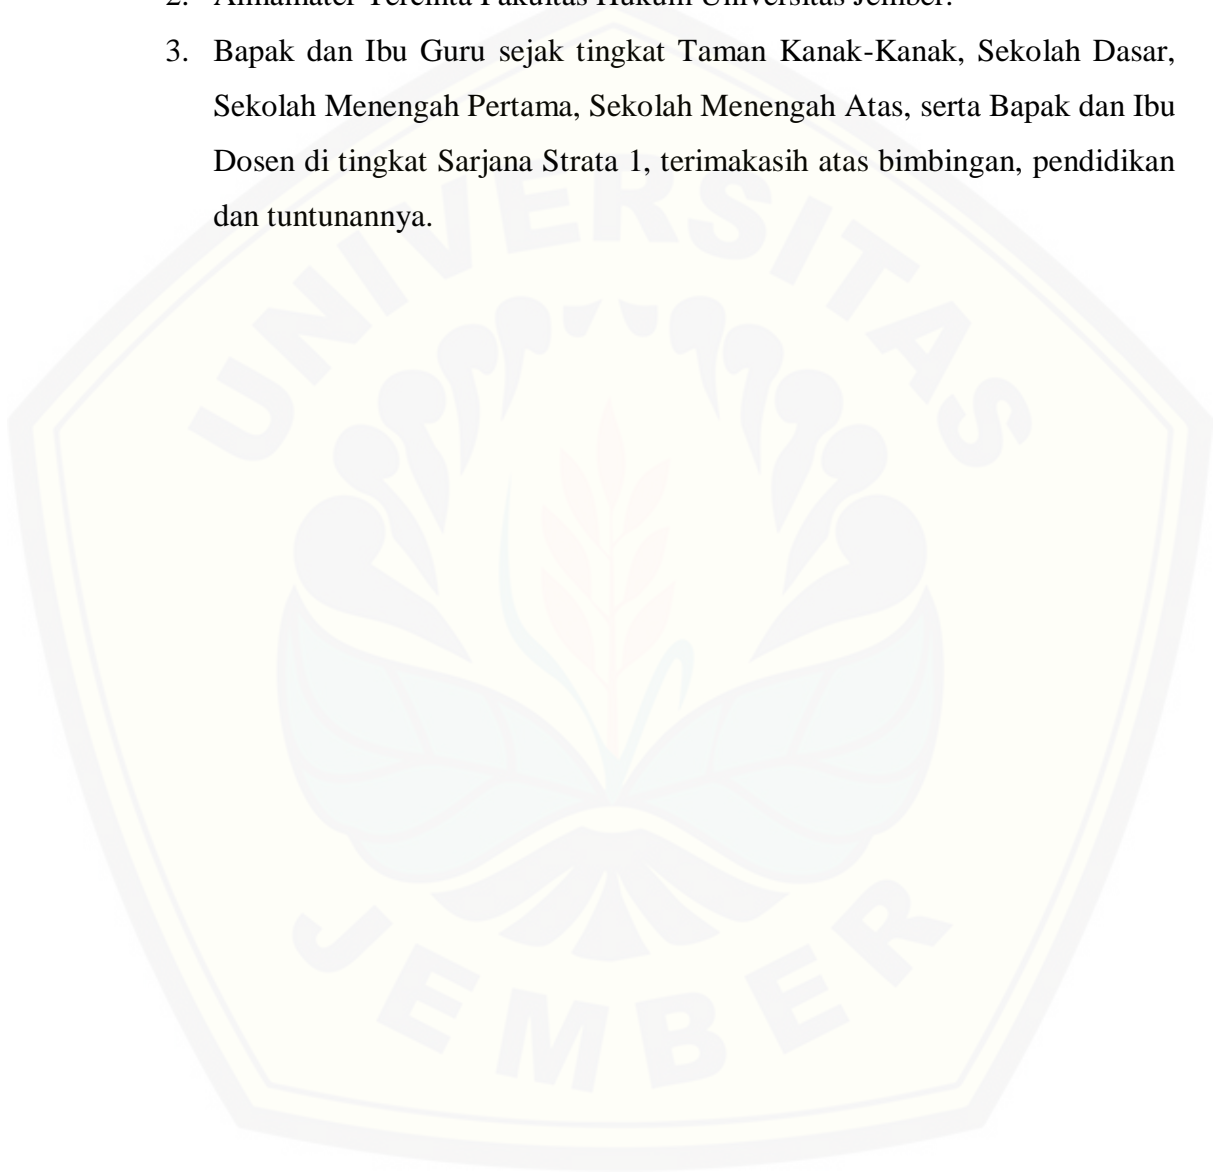 2. Almamater Tercinta Fakultas Hukum Universitas Jember.
3. Bapak dan Ibu Guru sejak tingkat Taman Kanak-Kanak, Sekolah Dasar,
Sekolah Menengah Pertama, Sekolah Menengah Atas, serta Bapak dan Ibu
Dosen di tingkat Sarjana Strata 1, terimakasih atas bimbingan, pendidikan
dan tuntunannya.
UNIVERSITAS
JEMBER